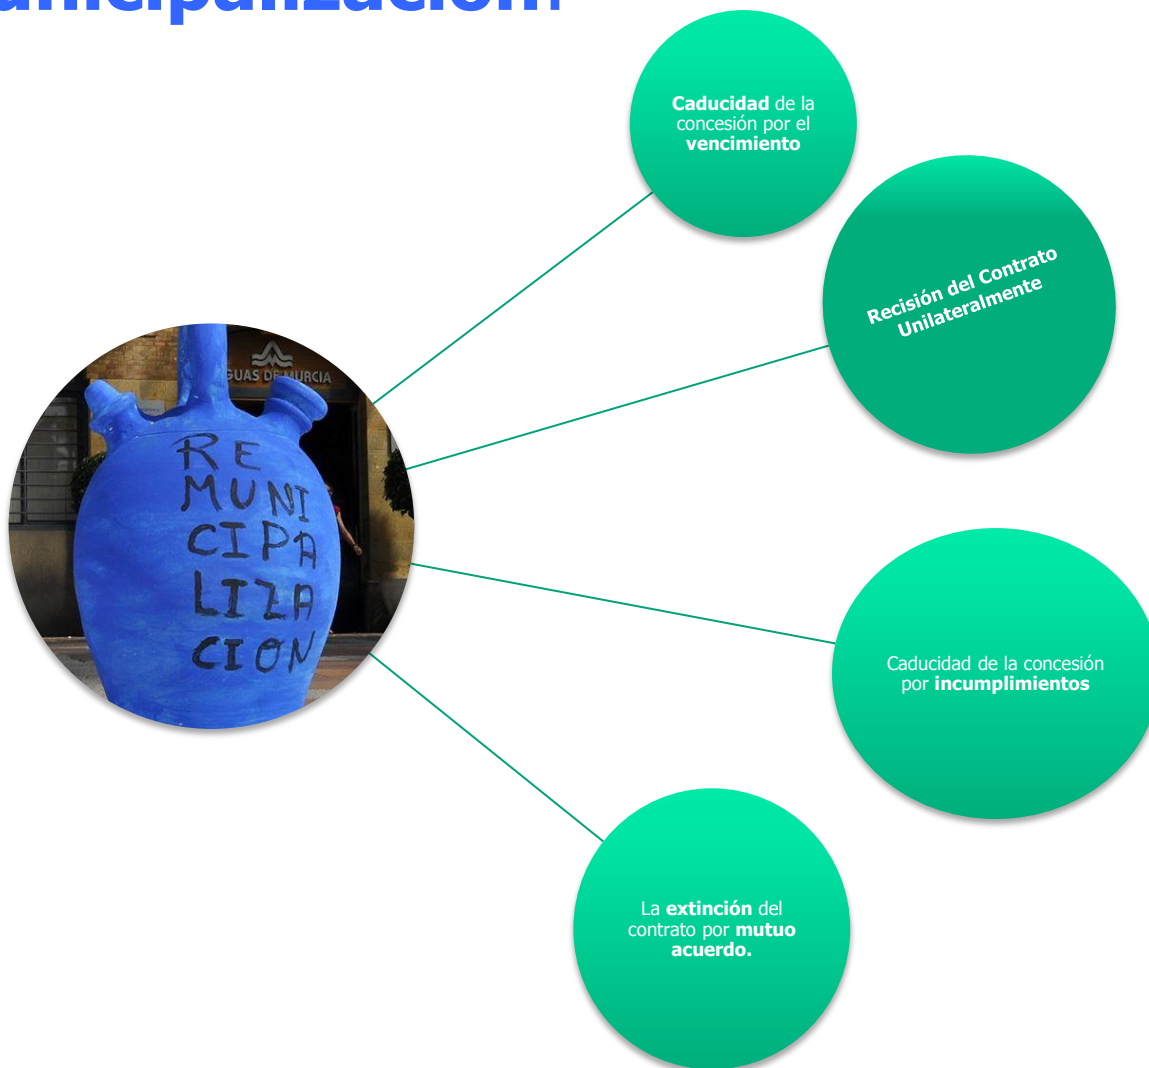 unicipalización
Caducidad de la
concesión por el
vencimiento
Recisión del Contrato
Unilateralmente
GUAS DE MURCIA
RE
MUNI
CIPA
LIZA
CION
Caducidad de la concesión
por incumplimientos
La extinción del
contrato por mutuo
acuerdo.